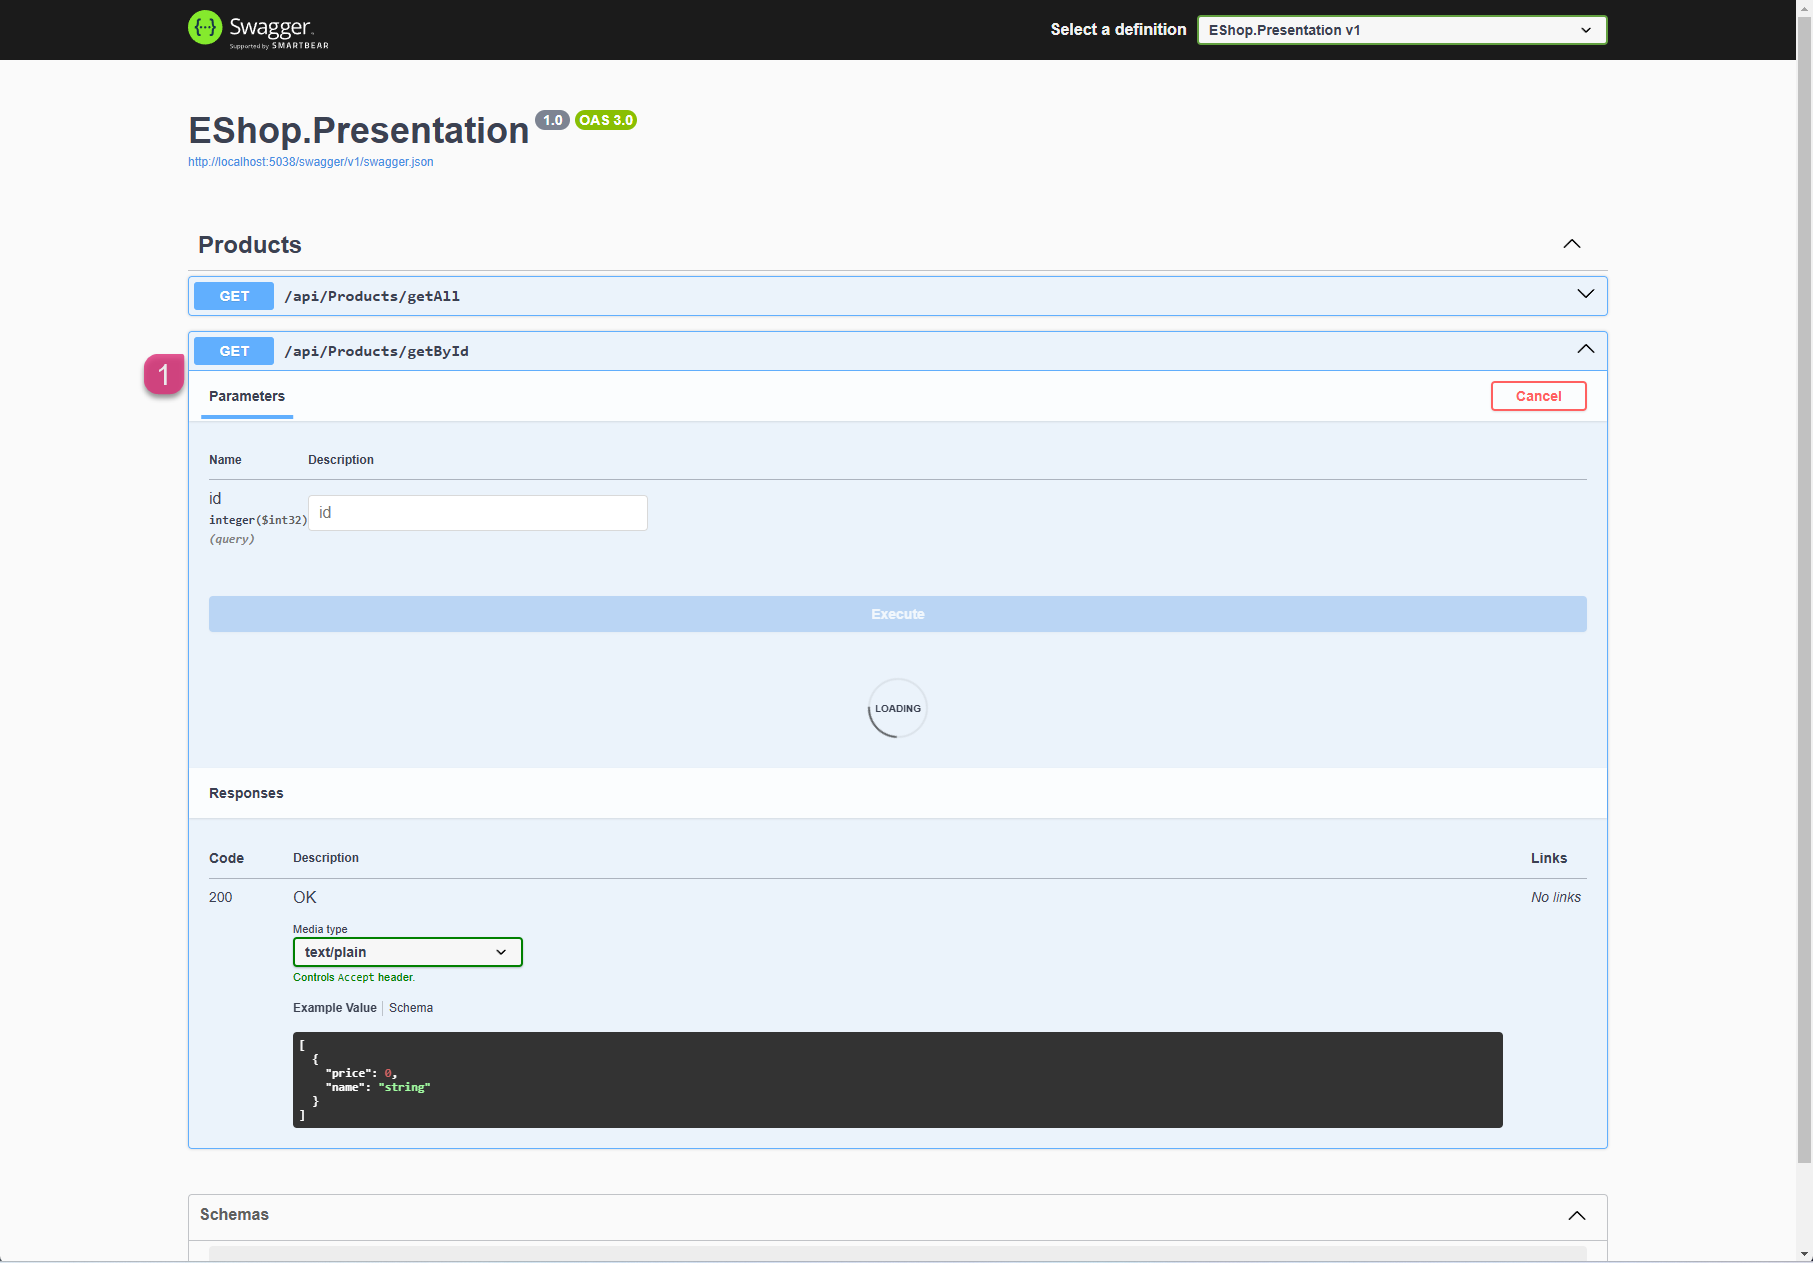 Swagger
Supported by SMARTBEAR
Select a definition
EShop.Presentation v1
EShop.Presentation 1.0 OAS 3.0
http://localhost:5038/swagger/v1/swagger.json
Products
GET /api/Products/getAll
GET /api/Products/getById
1
Parameters
Cancel
Name Description
id
integer($int32)
(query)
id
Execute
LOADING
Responses
Code Description Links
200 OK No links
Media type
text/plain
Controls Accept header.
Example Value Schema
[
{
"price": 0,
"name": "string"
}
]
Schemas